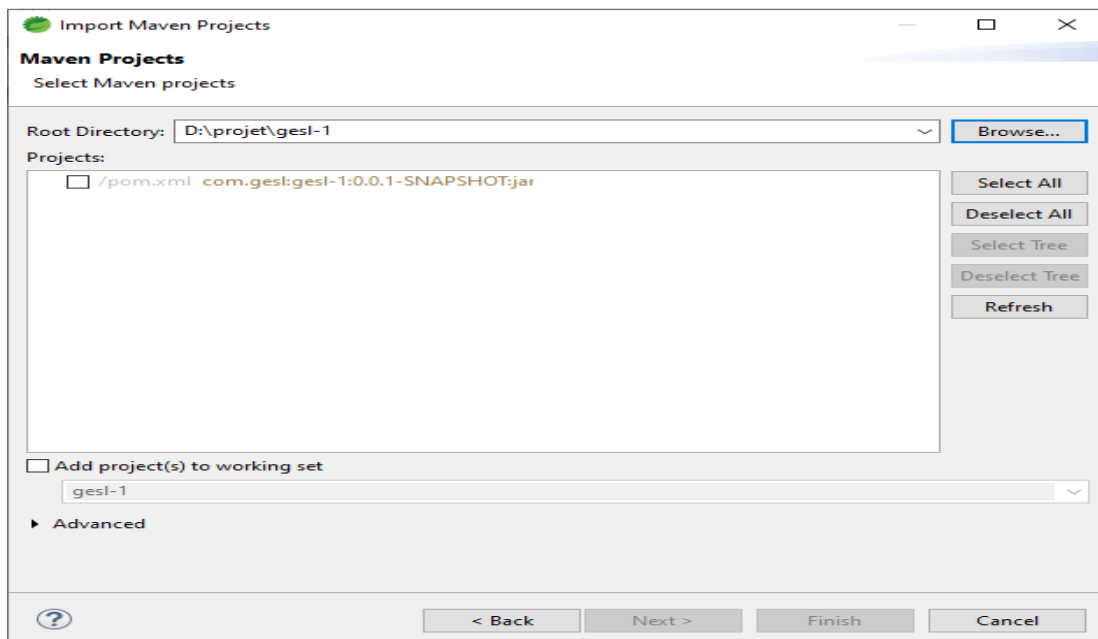 Import Maven Projects
Maven Projects
Select Maven projects
Root Directory: D:\projet\gesl-1 Browse...
Projects:
/pom.xml com.gesl:gesl-1:0.0.1-SNAPSHOT:jar
Select All
Deselect All
Select Tree
Deselect Tree
Refresh
Add project(s) to working set
gesl-1
Advanced
? < Back Next > Finish Cancel